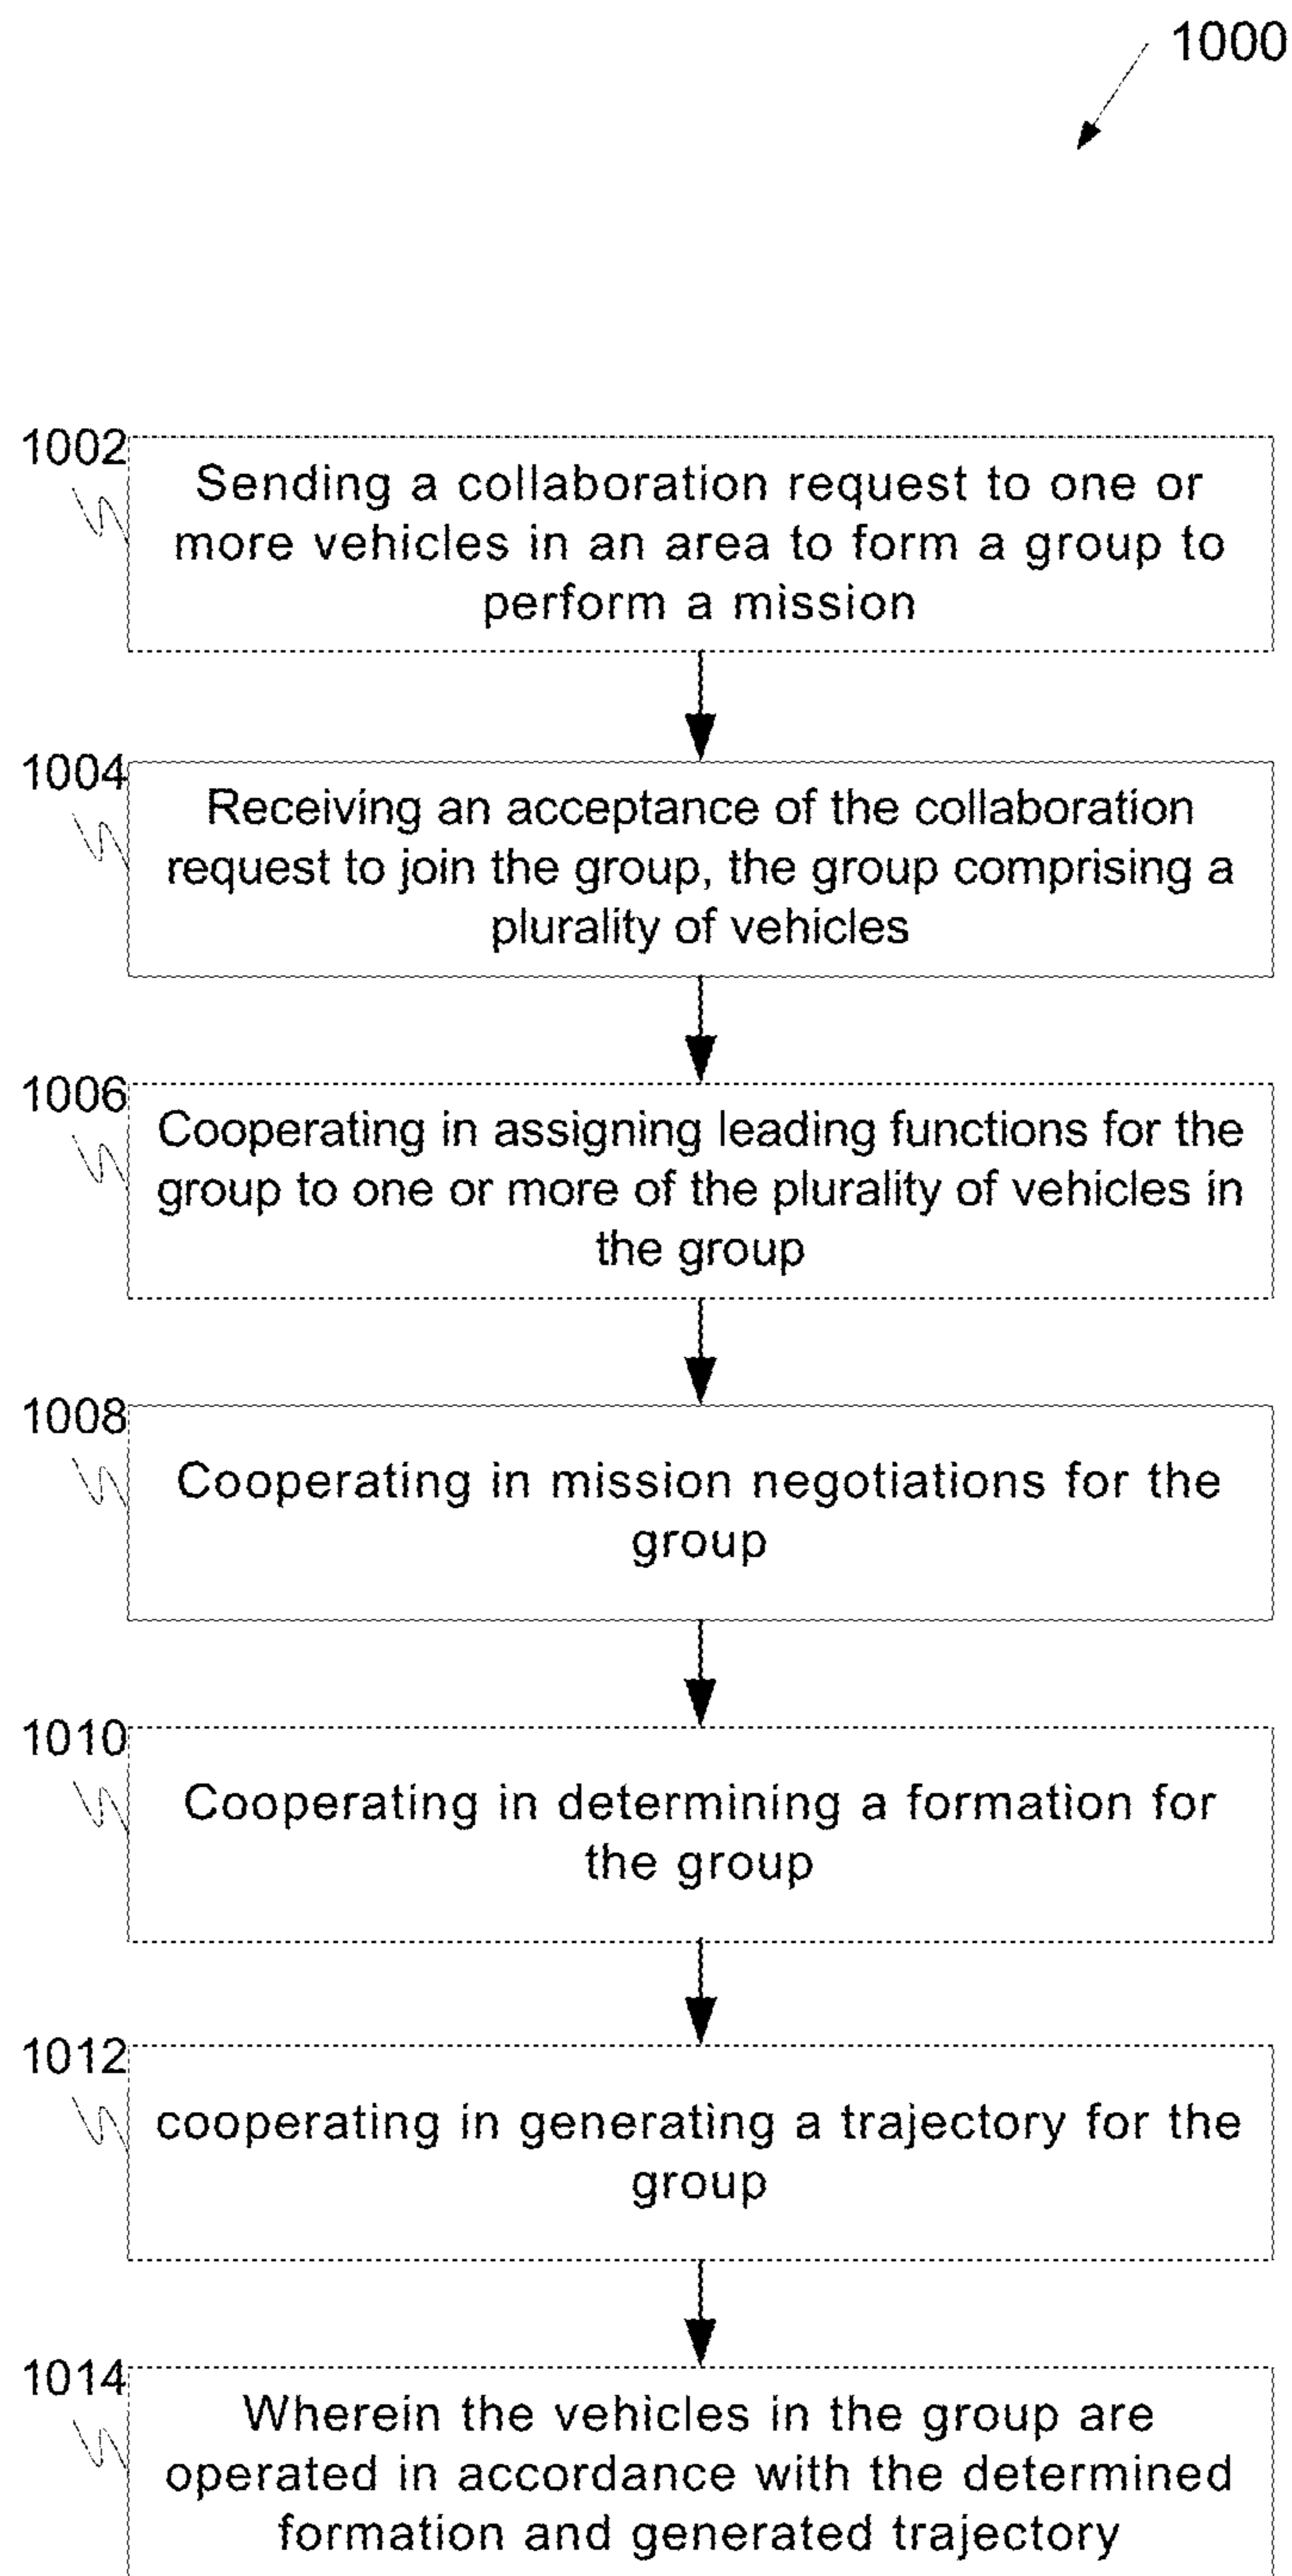 1000
1002
Sending a collaboration request to one or
more vehicles in an area to form a group to
perform a mission
1004
Receiving an acceptance of the collaboration
request to join the group, the group comprising a
plurality of vehicles
1006
Cooperating in assigning leading functions for the
group to one or more of the plurality of vehicles in
the group
1008
Cooperating in mission negotiations for the
group
1010
Cooperating in determining a formation for
the group
1012
cooperating in generating a trajectory for the
group
1014
Wherein the vehicles in the group are
operated in accordance with the determined
formation and generated trajectory